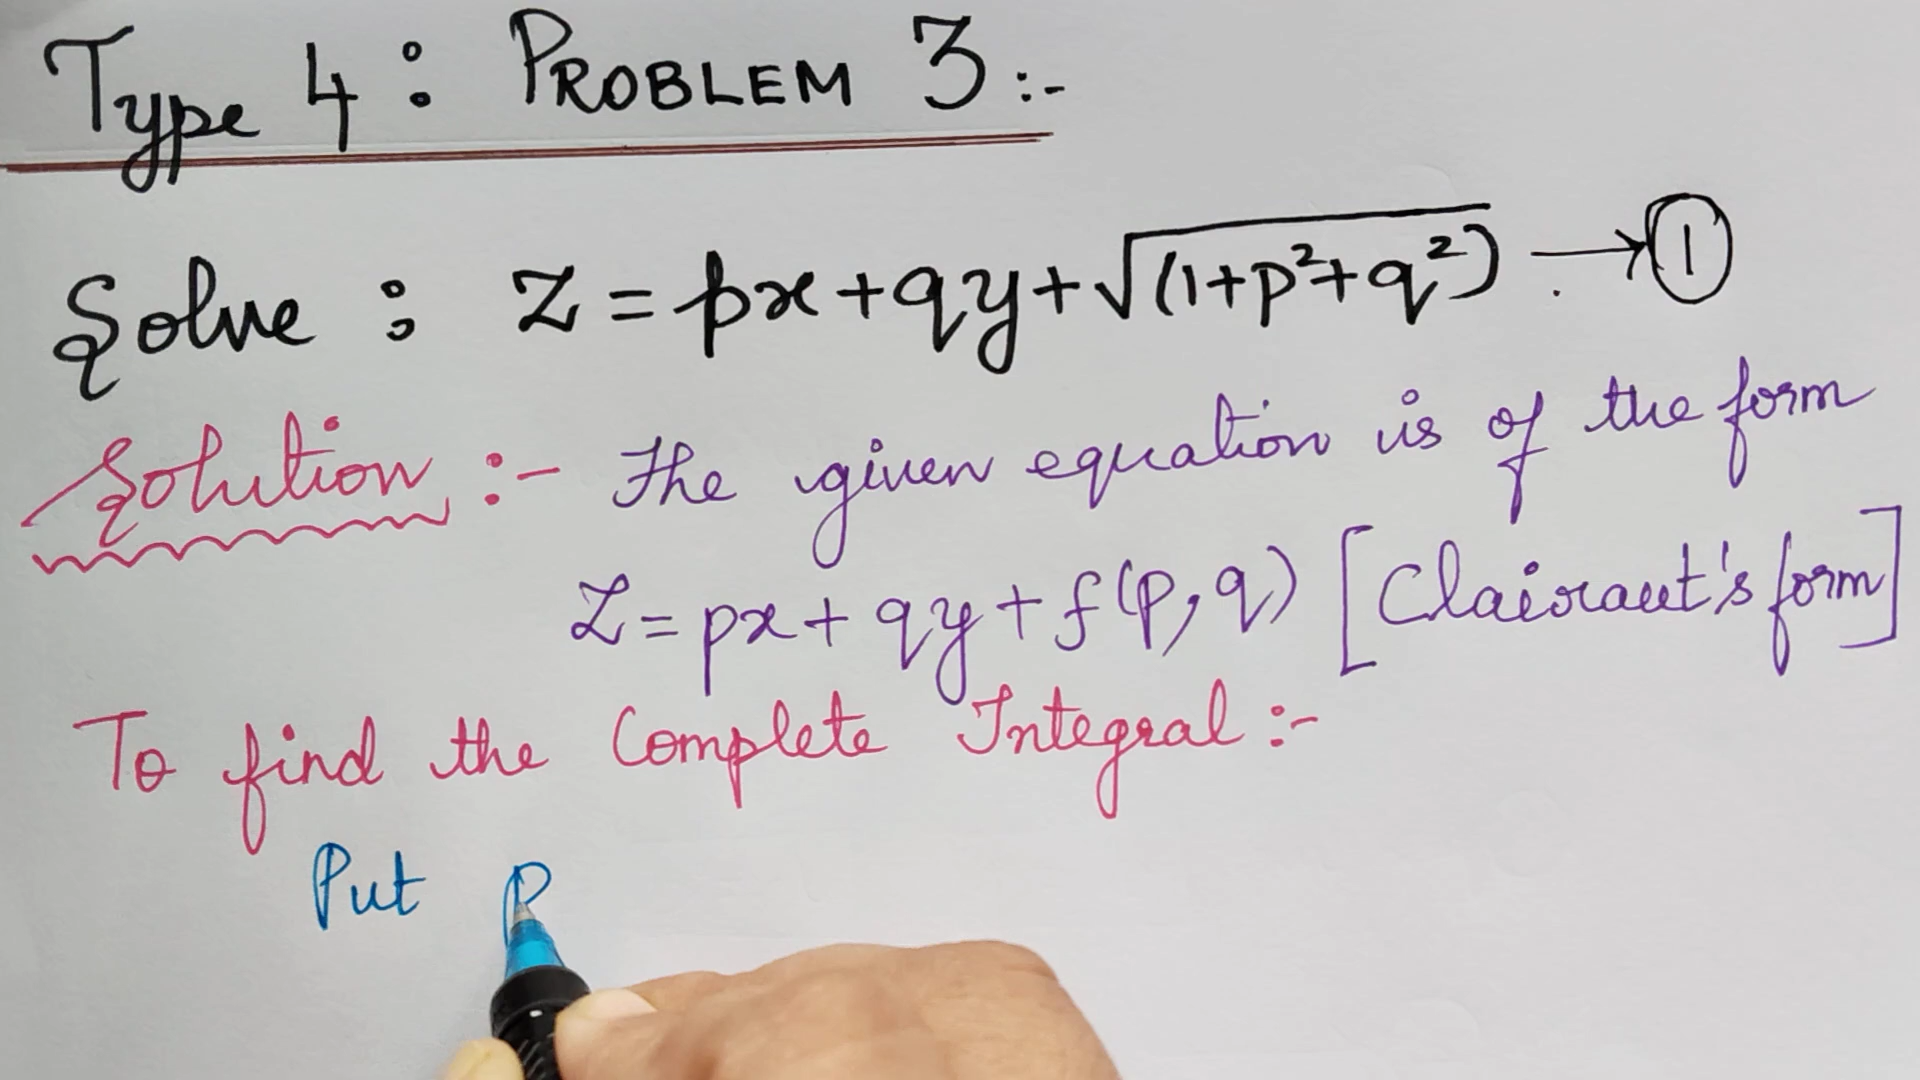 Type 4 : PROBLEM 3 :-
Solve : Z = px + qy + √(1+p²+q²) . → ①
Solution :- The given equation is of the form
Z = px + qy + f(p, q) [Clairaut's form]
To find the Complete Integral :-
Put p